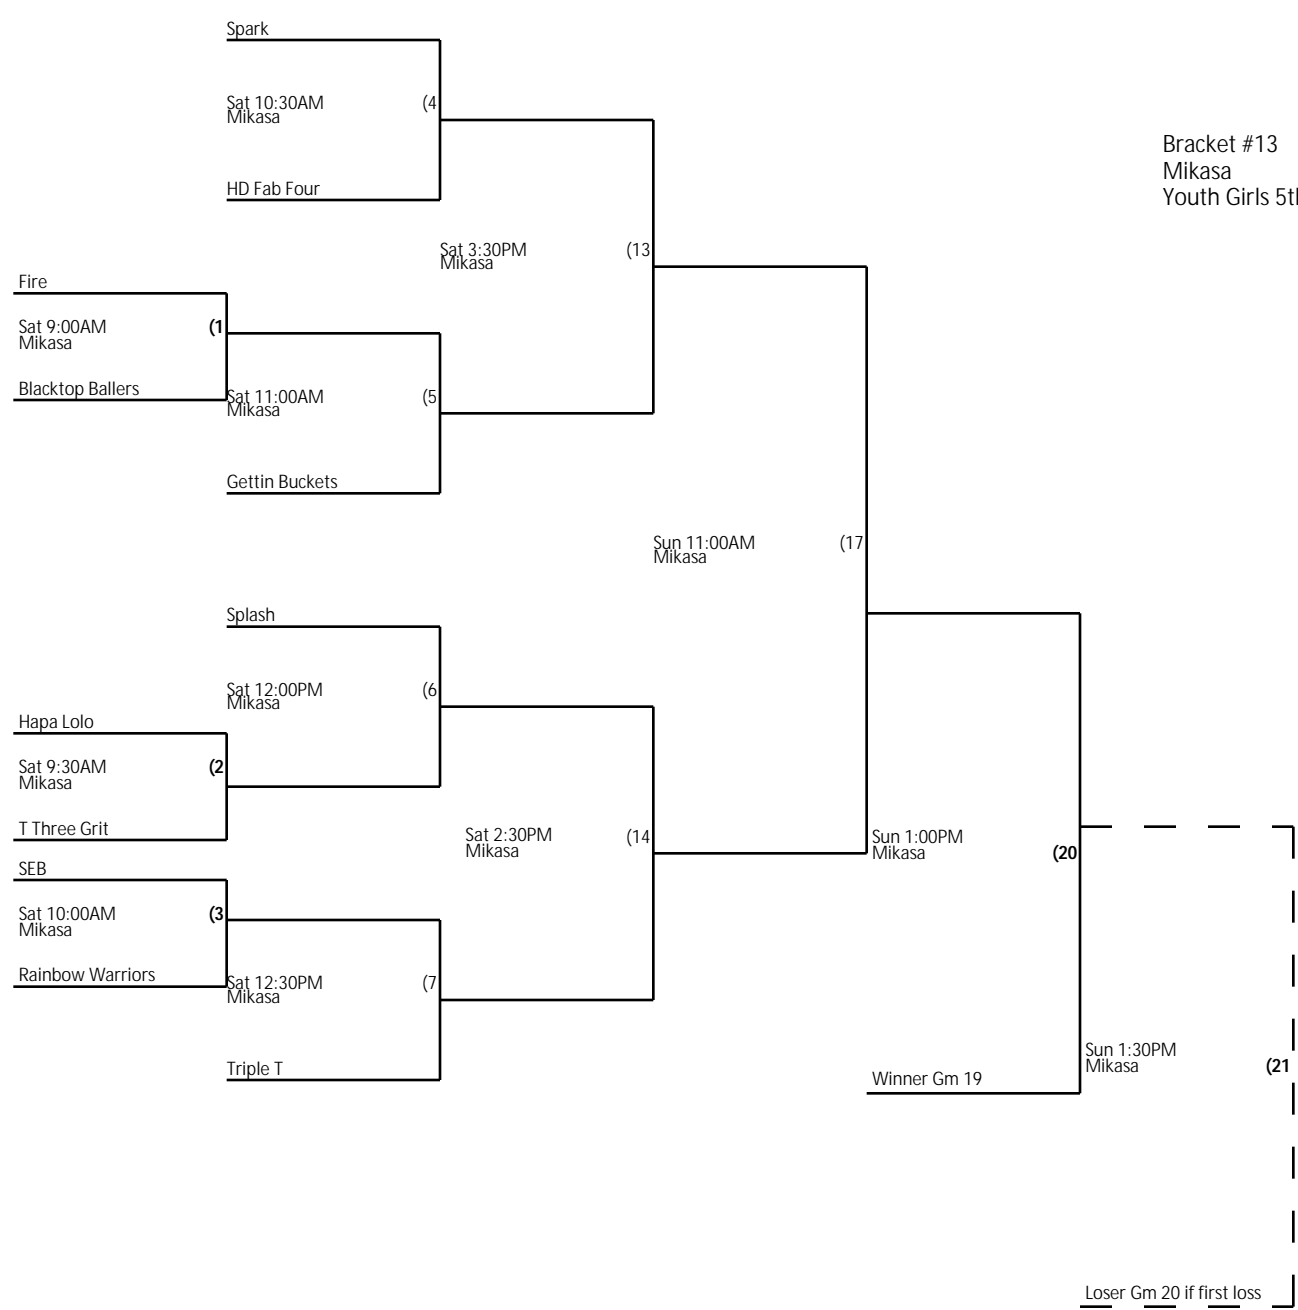 Spark
Sat 10:30AM (4
Mikasa
HD Fab Four
Bracket #13
Mikasa
Youth Girls 5th
Sat 3:30PM (13
Mikasa
Fire
Sat 9:00AM (1
Mikasa
Blacktop Ballers
Sat 11:00AM (5
Mikasa
Gettin Buckets
Sun 11:00AM (17
Mikasa
Splash
Sat 12:00PM (6
Mikasa
Hapa Lolo
Sat 9:30AM (2
Mikasa
T Three Grit
Sat 2:30PM (14
Mikasa
Sun 1:00PM (20
Mikasa
SEB
Sat 10:00AM (3
Mikasa
Rainbow Warriors
Sat 12:30PM (7
Mikasa
Triple T
Winner Gm 19
Sun 1:30PM (21
Mikasa
Loser Gm 20 if first loss